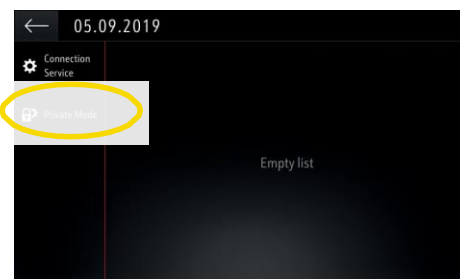 05.09.2019
Connection
Service
Private Mode
Empty list